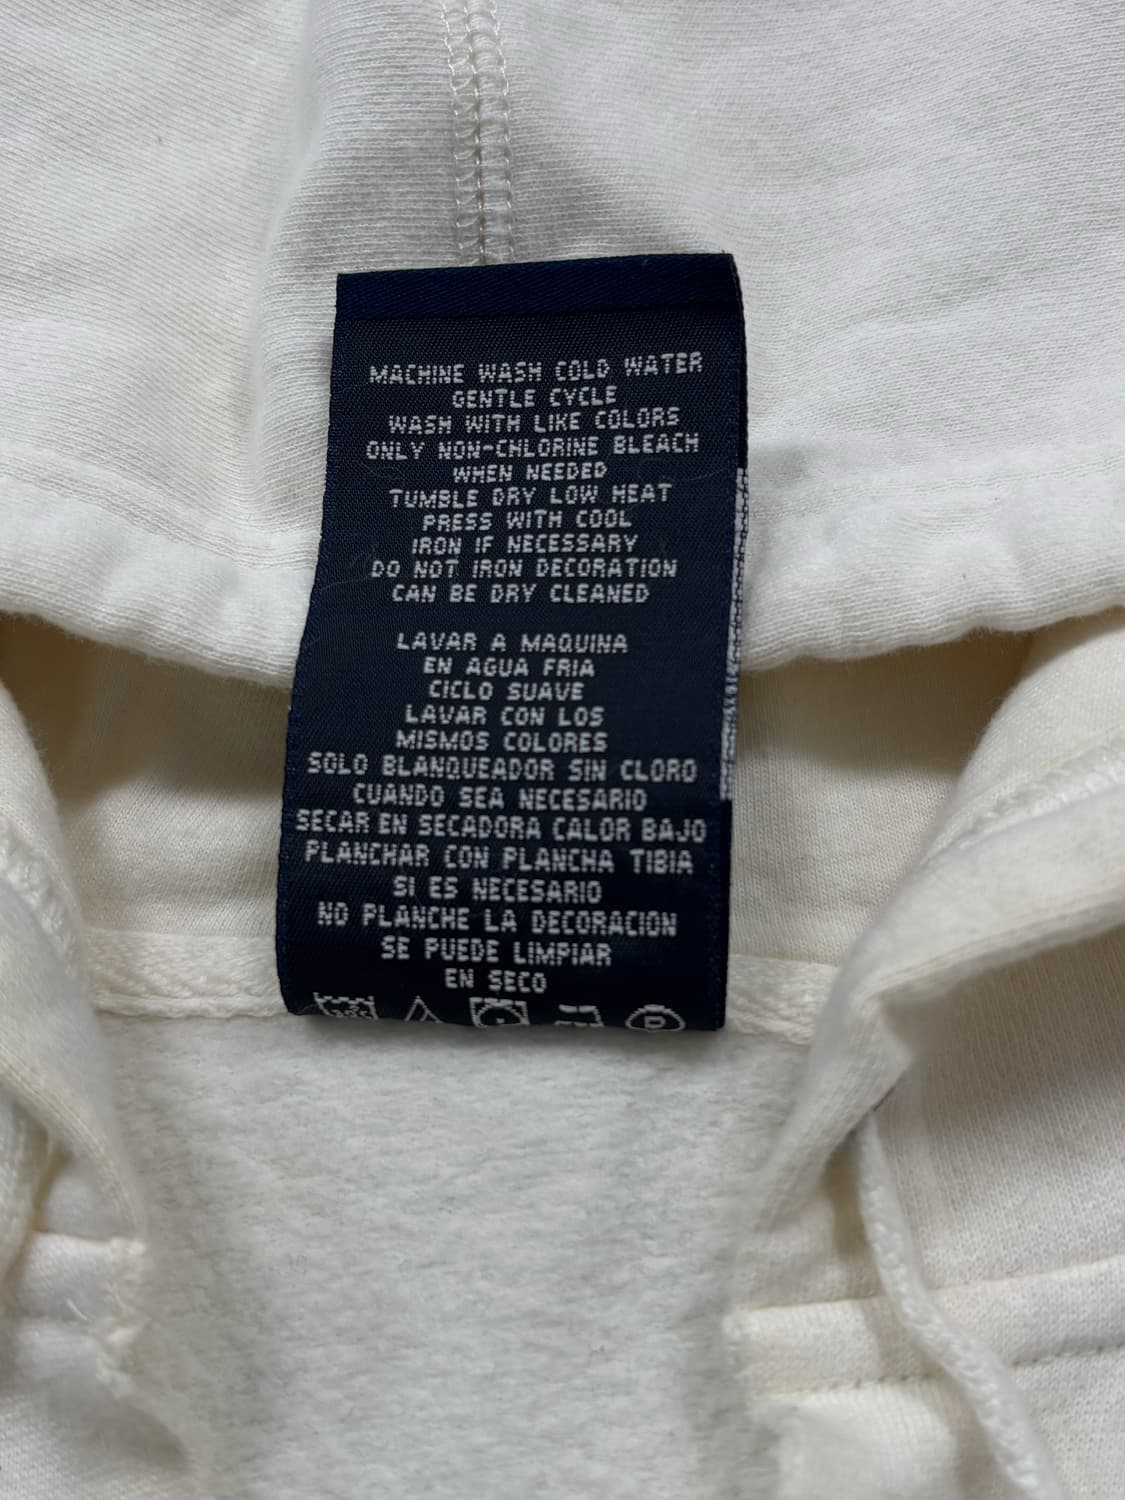 MACHINE WASH COLD WATER
GENTLE CYCLE
WASH WITH LIKE COLORS
ONLY NON-CHLORINE BLEACH
WHEN NEEDED
TUMBLE DRY LOW HEAT
PRESS WITH COOL
IRON IF NECESSARY
DO NOT IRON DECORATION
CAN BE DRY CLEANED
LAVAR A MAQUINA
EN AGUA FRIA
CICLO SUAVE
LAVAR CON LOS
MISMOS COLORES
SOLO BLANQUEADOR SIN CLORO
CUANDO SEA NECESARIO
SECAR EN SECADORA CALOR BAJO
PLANCHAR CON PLANCHA TIBIA
SI ES NECESARIO
NO PLANCHE LA DECORACION
SE PUEDE LIMPIAR
EN SECO
P